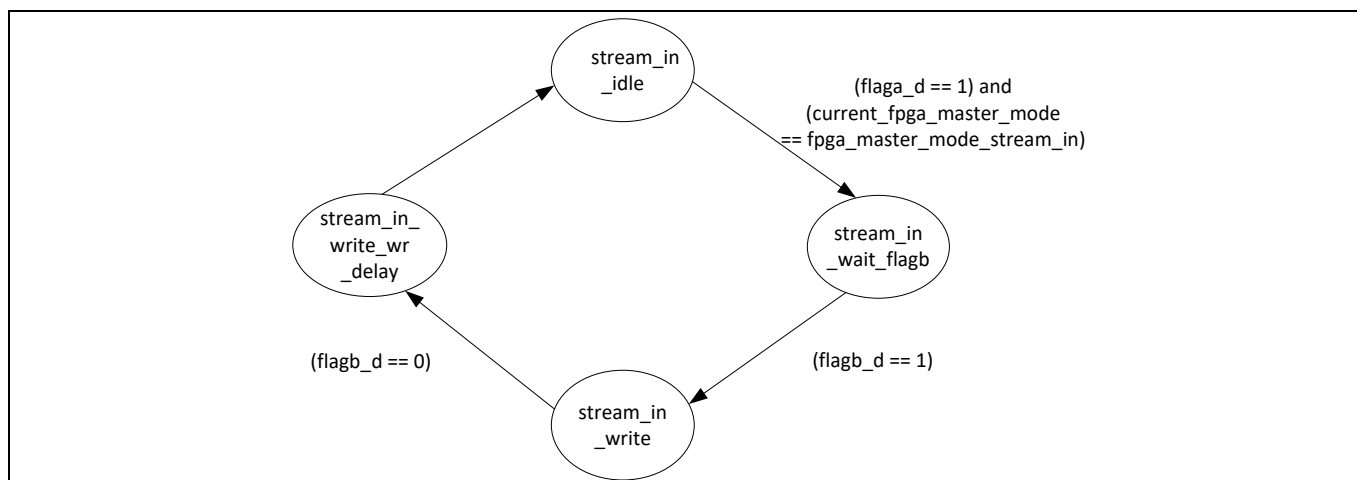 stream_in
_idle
(flaga_d == 1) and
(current_fpga_master_mode
== fpga_master_mode_stream_in)
stream_in_
write_wr
_delay
stream_in
_wait_flagb
(flagb_d == 0)
(flagb_d == 1)
stream_in
_write